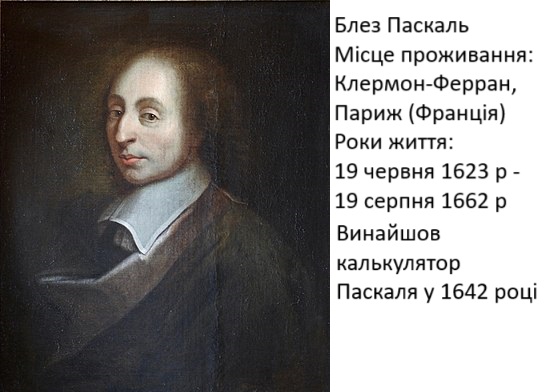 Блез Паскаль
Місце проживання:
Клермон-Ферран,
Париж (Франція)
Роки життя:
19 червня 1623 р -
19 серпня 1662 р
Винайшов
калькулятор
Паскаля у 1642 році